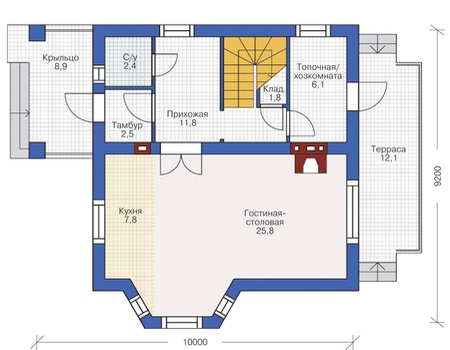 Крыльцо
8,9
С/у
2,4
Тамбур
2,5
Прихожая
11,8
Клад.
1,8
Топочная/
хозкомната
6,1
Терраса
12,1
Кухня
7,8
Гостиная-
столовая
25,8
9200
10000